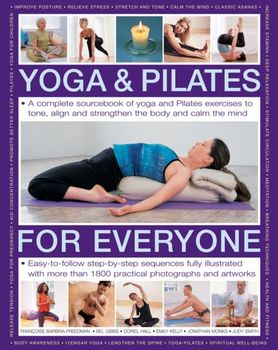 IMPROVE POSTURE • RELIEVE STRESS • STRETCH AND TONE • CALM THE MIND • CLASSIC ASANAS
INCREASE STAMINA • DEEP RELAXATION • STIMULATE CIRCULATION • MEDITATION • BREATHING TECHNIQUES • HEALTH AND FITNESS
RELEASE TENSION • YOGA FOR PREGNANCY • AID CONCENTRATION • PROMOTE BETTER SLEEP • PILATES • YOGA FOR CHILDREN
YOGA & PILATES
• A complete sourcebook of yoga and Pilates exercises to
tone, align and strengthen the body and calm the mind
FOR EVERYONE
• Easy-to-follow step-by-step sequences fully illustrated
with more than 1800 practical photographs and artworks
FRANÇOISE BARBIRA FREEDMAN • BEL GIBBS • DORIEL HALL • EMILY KELLY • JONATHAN MONKS • JUDY SMITH
• BODY AWARENESS • IYENGAR YOGA • LENGTHEN THE SPINE • YOGA-PILATES • SPIRITUAL WELL-BEING